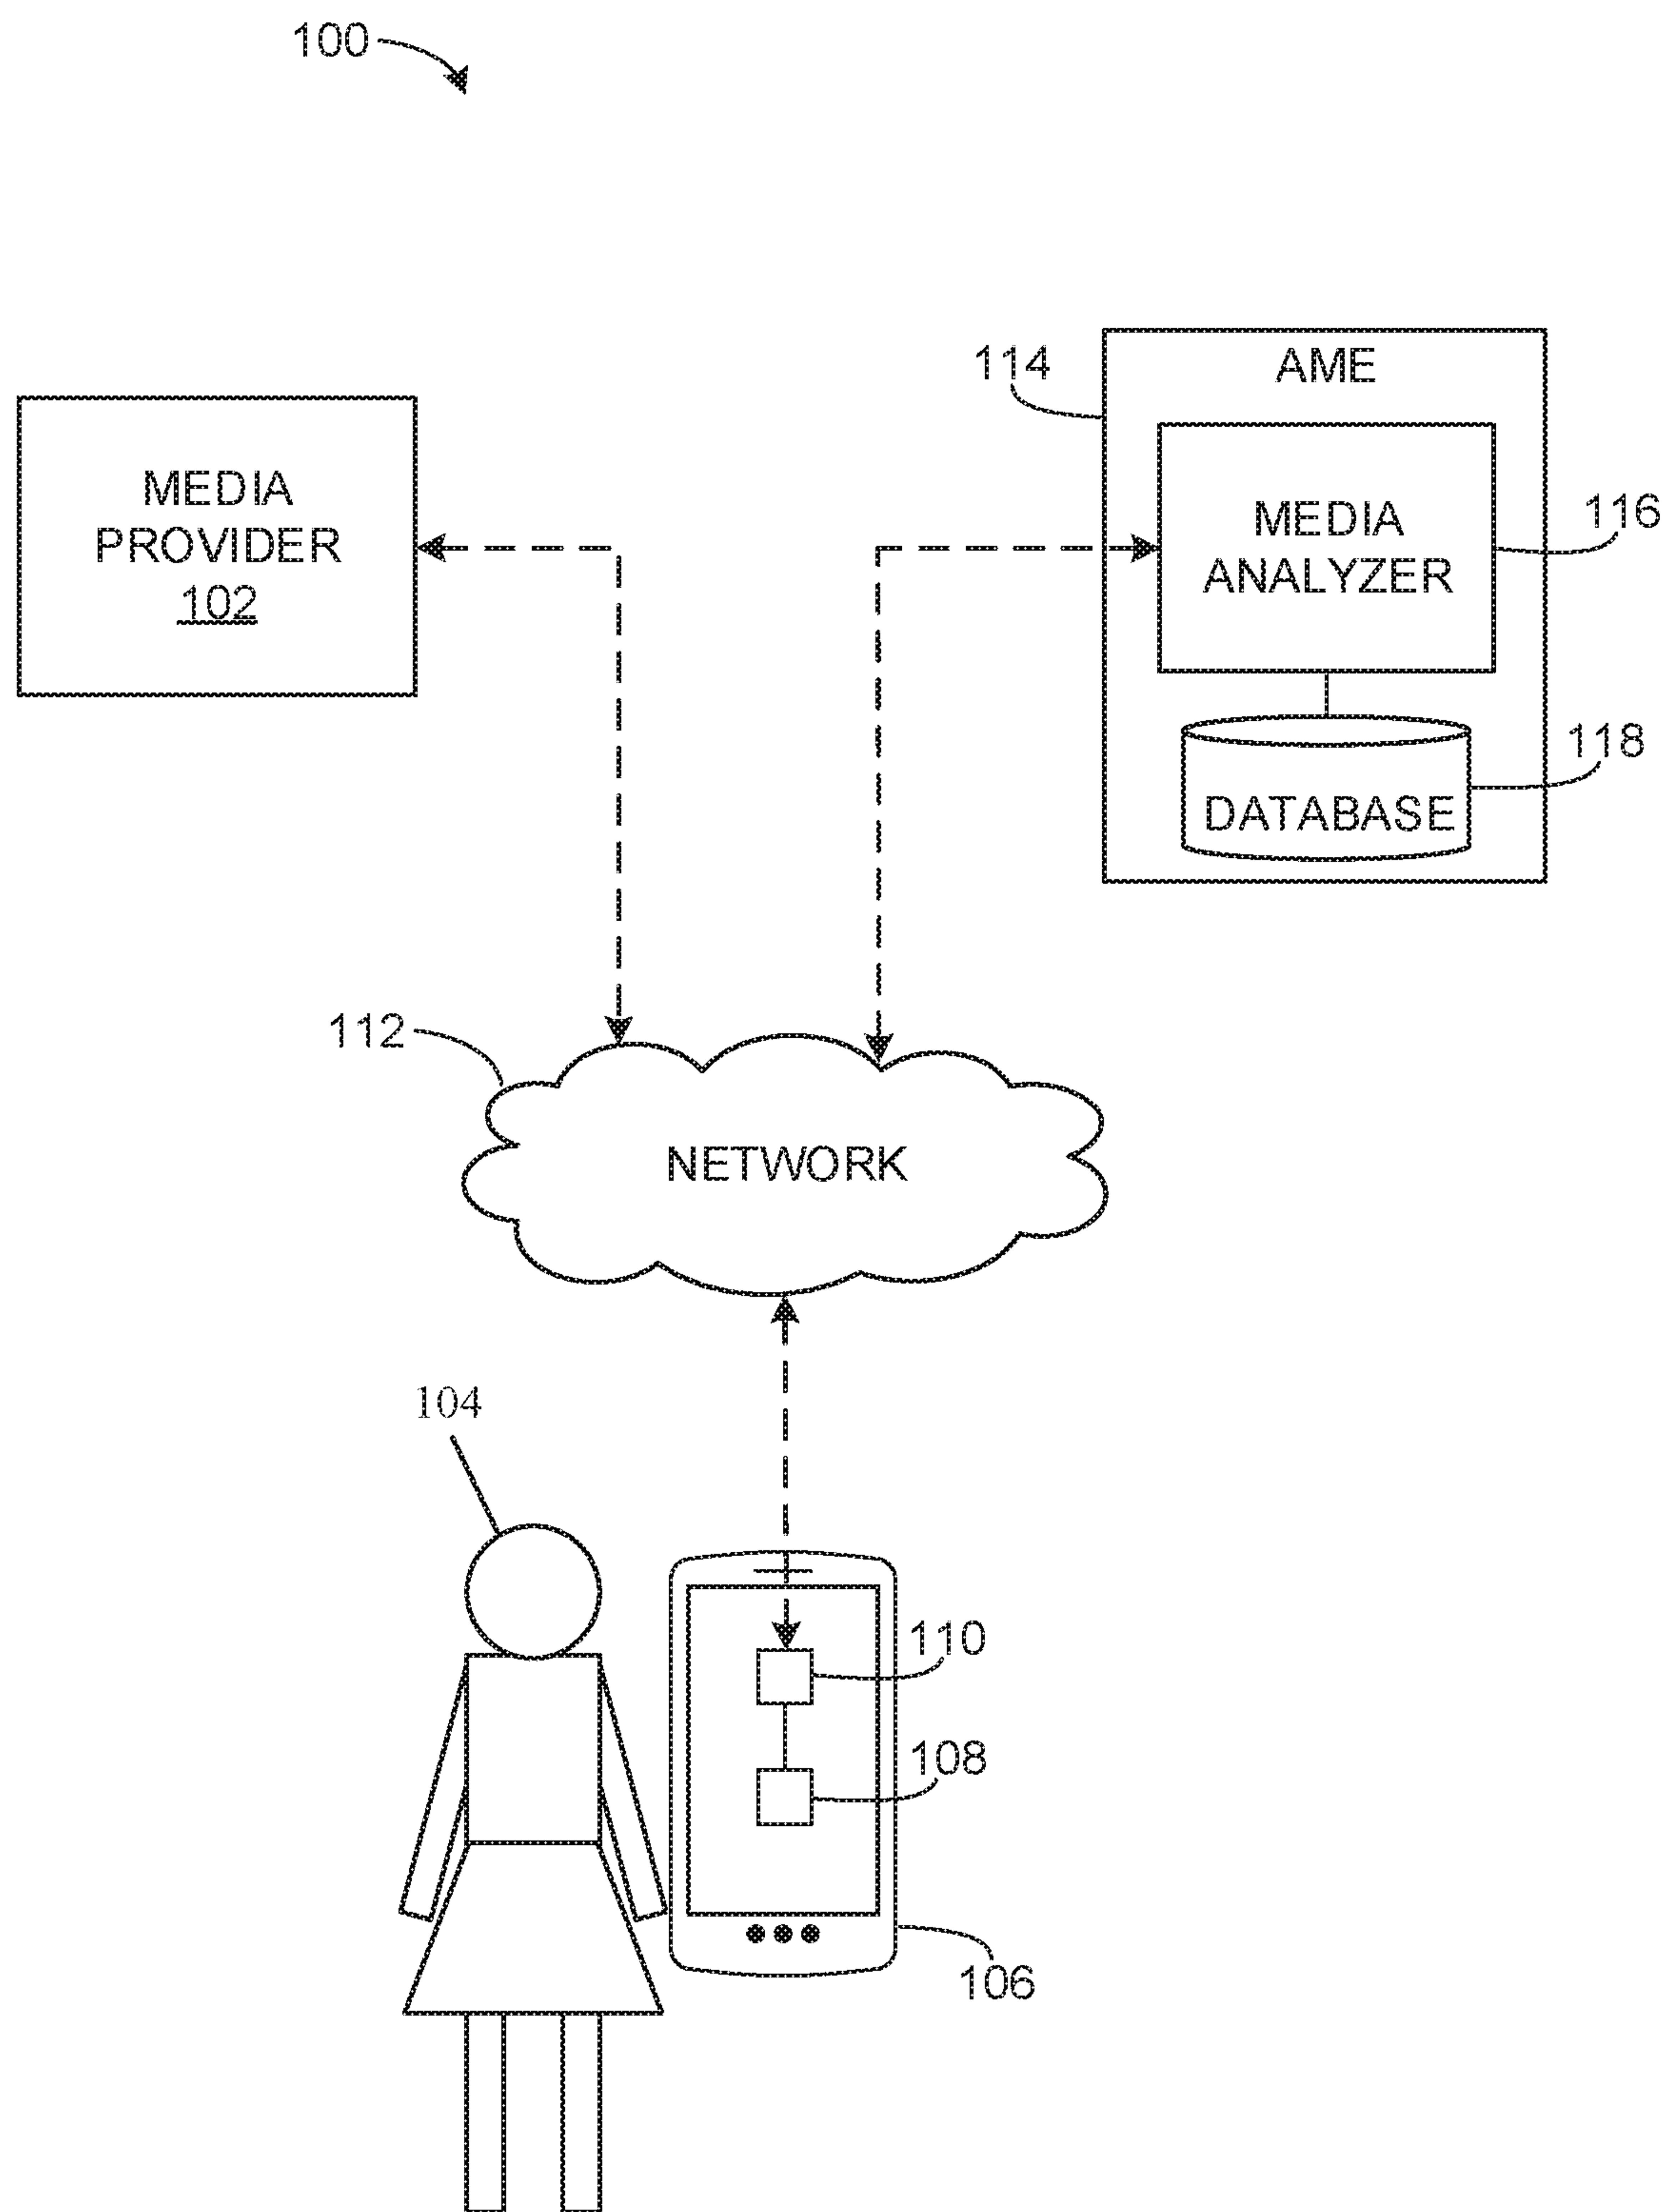 100
114
AME
MEDIA
PROVIDER
102
MEDIA
ANALYZER
116
118
DATABASE
112
NETWORK
104
110
108
106